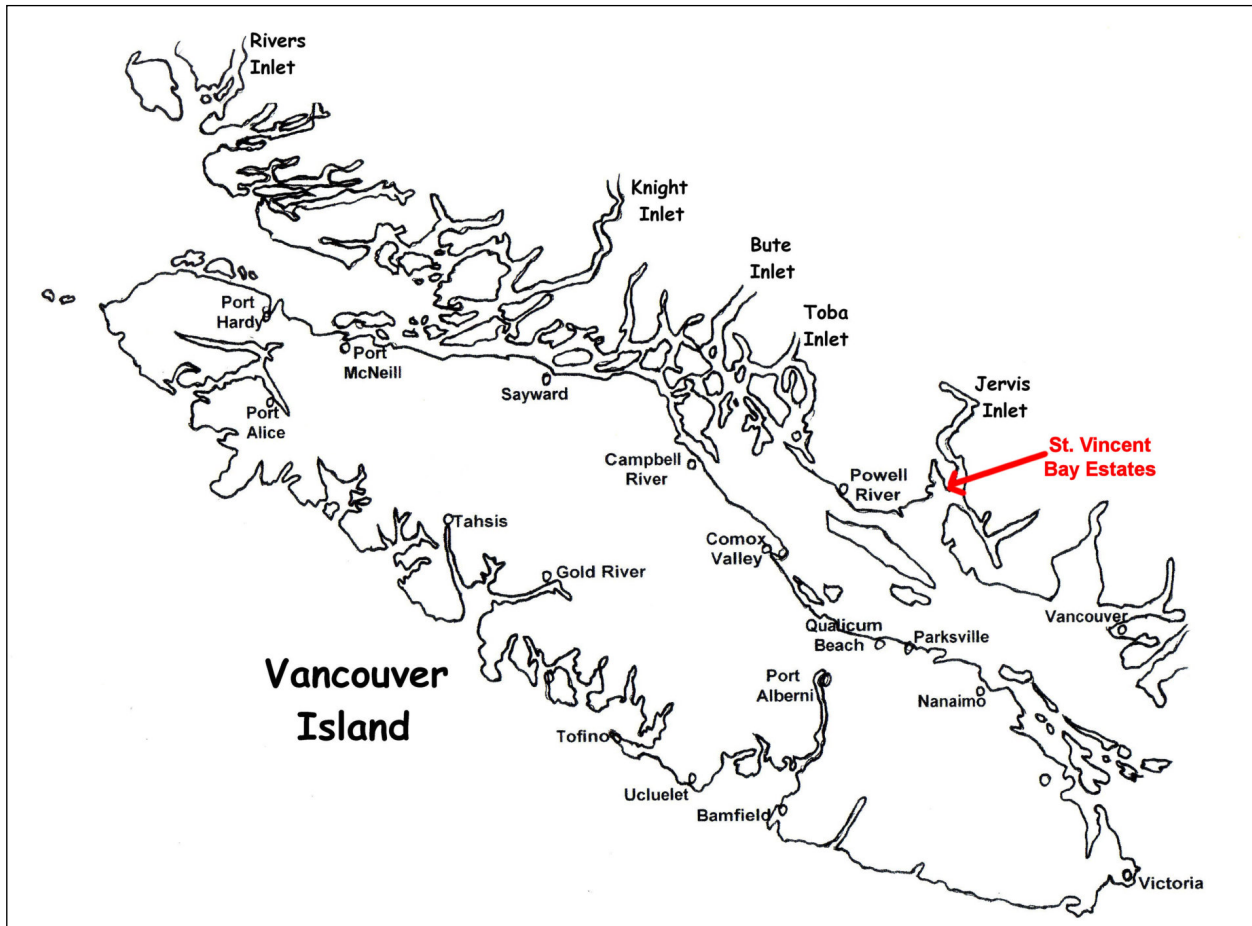 Rivers
Inlet
Knight
Inlet
Bute
Inlet
Toba
Inlet
Port
Hardy
Port
McNeill
Sayward
Jervis
Inlet
Port
Alice
St. Vincent
Bay Estates
Campbell
River
Powell
River
Tahsis
Comox
Valley
Gold River
Qualicum
Beach
Parksville
Vancouver
Vancouver
Island
Port
Alberni
Nanaimo
Tofino
Ucluelet
Bamfield
Victoria